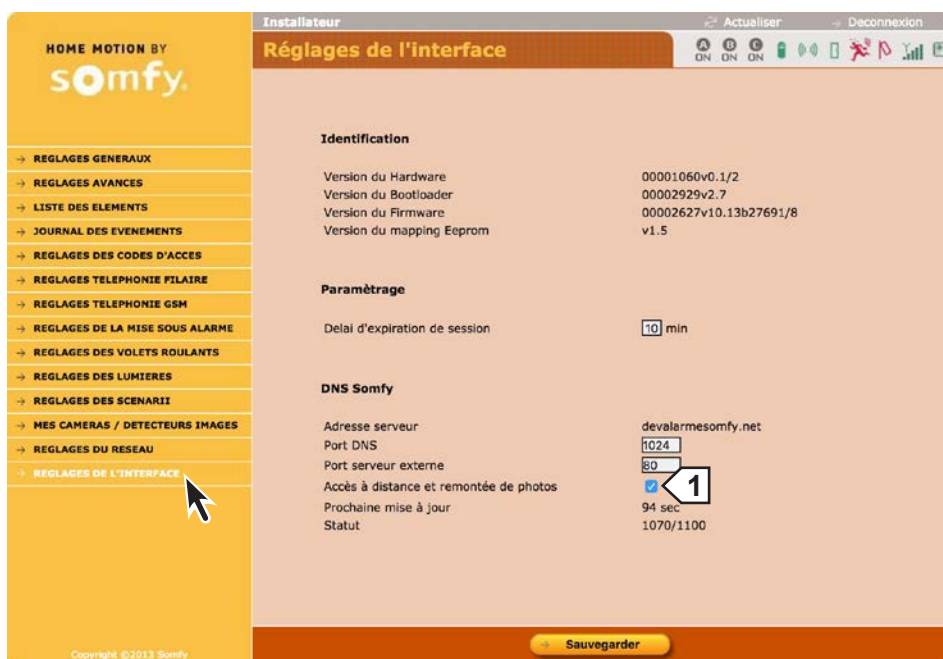 Installateur
Actualiser
Deconnexion
HOME MOTION BY
somfy.
Réglages de l'interface
A B C
ON ON ON
→ REGLAGES GENERAUX
→ REGLAGES AVANCES
→ LISTE DES ELEMENTS
→ JOURNAL DES EVENEMENTS
→ REGLAGES DES CODES D'ACCES
→ REGLAGES TELEPHONIE FILAIRE
→ REGLAGES TELEPHONIE GSM
→ REGLAGES DE LA MISE SOUS ALARME
→ REGLAGES DES VOLETS ROULANTS
→ REGLAGES DES LUMIERES
→ REGLAGES DES SCENARII
→ MES CAMERAS / DETECTEURS IMAGES
→ REGLAGES DU RESEAU
→ REGLAGES DE L'INTERFACE
Copyright ©2013 Somfy
Identification
Version du Hardware 00001060v0.1/2
Version du Bootloader 00002929v2.7
Version du Firmware 00002627v10.13b27691/8
Version du mapping Eeprom v1.5
Paramètrage
Delai d'expiration de session 10 min
DNS Somfy
Adresse serveur devalarmesomfy.net
Port DNS 1024
Port serveur externe 80
Accès à distance et remontée de photos 1
Prochaine mise à jour 94 sec
Statut 1070/1100
Sauvegarder